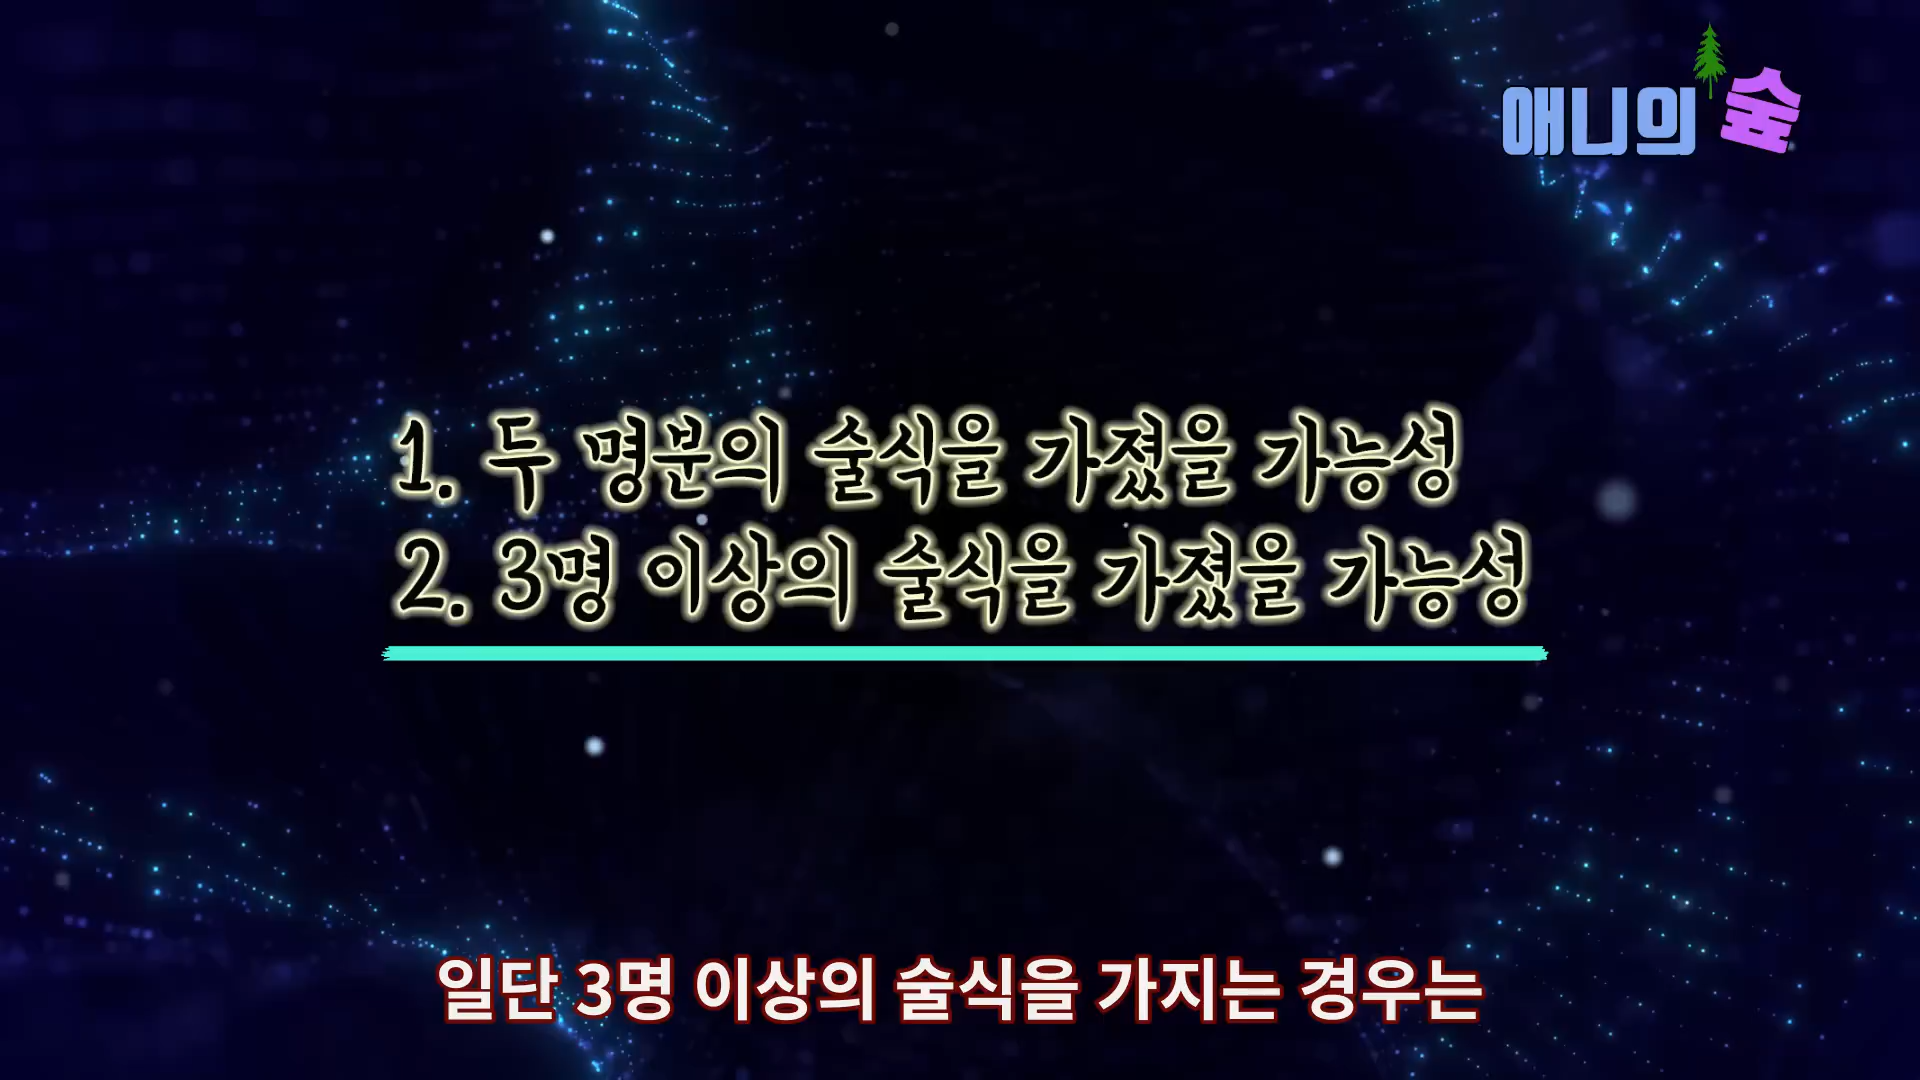 애니의 숲
1. 두 명분의 술식을 가졌을 가능성
2. 3명 이상의 술식을 가졌을 가능성
일단 3명 이상의 술식을 가지는 경우는